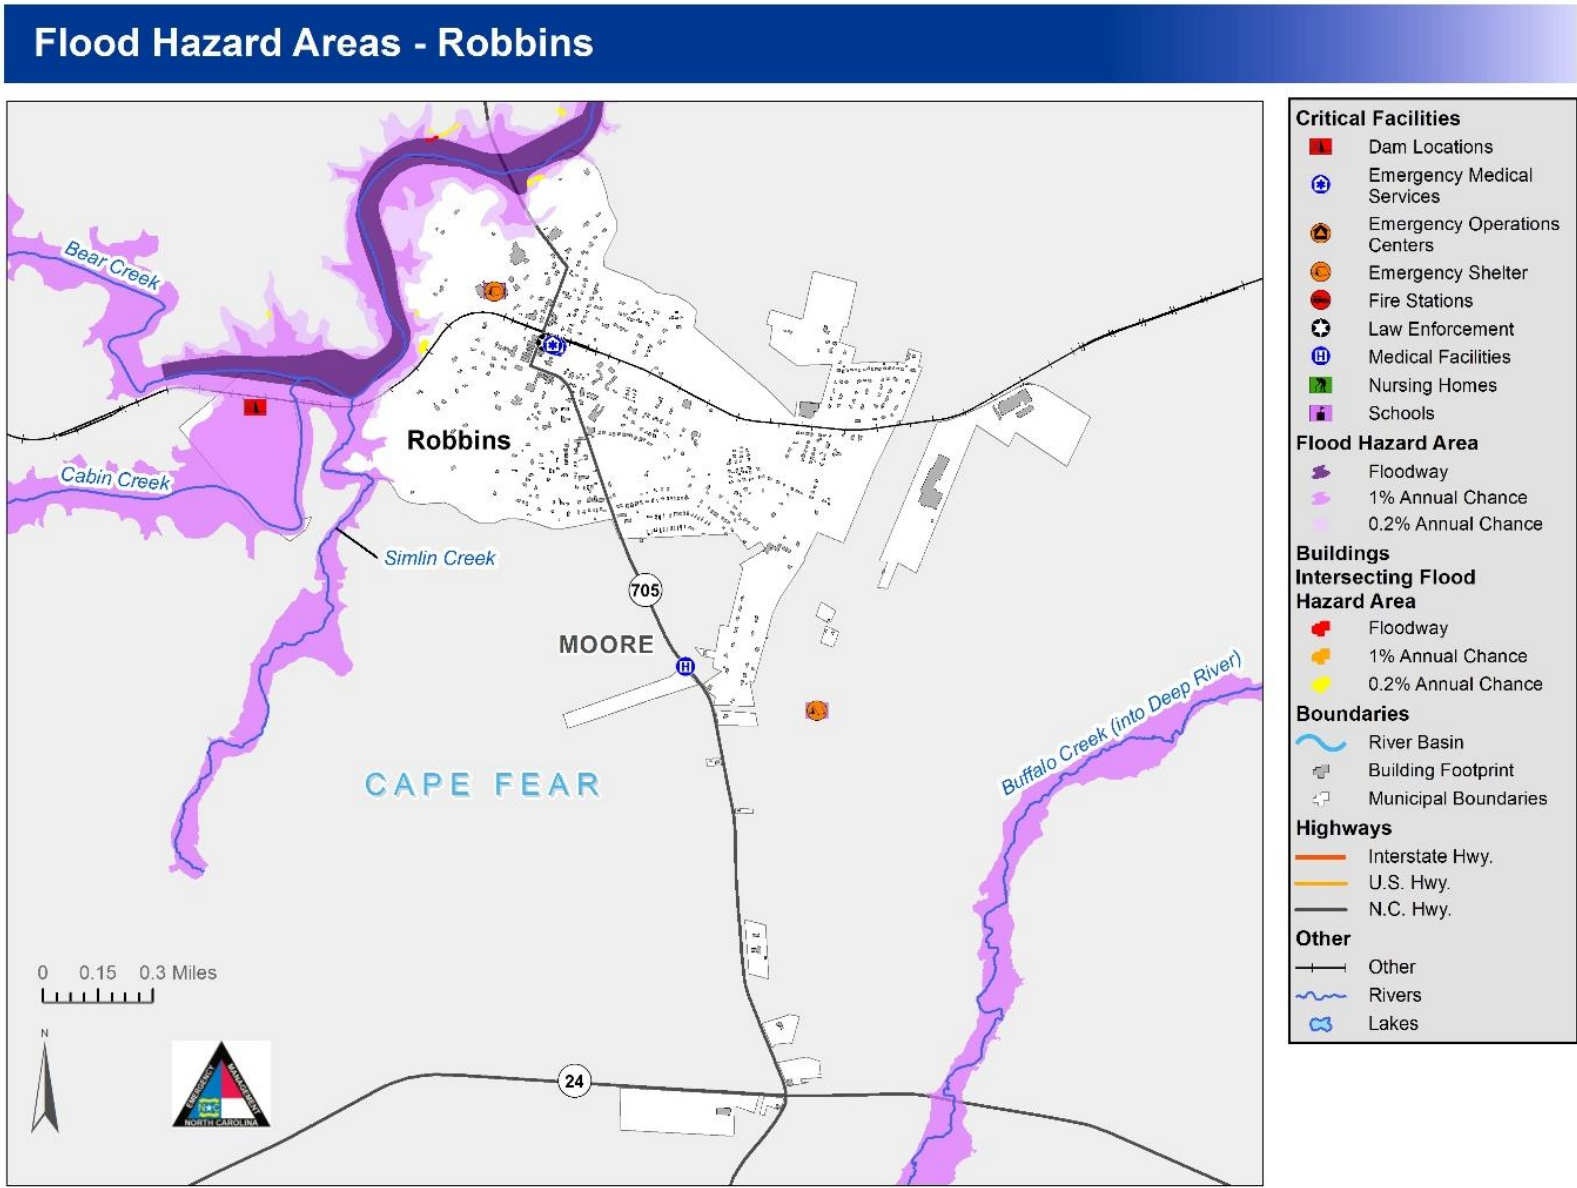 Flood Hazard Areas - Robbins
Bear Creek
Cabin Creek
Robbins
Simlin Creek
705
MOORE
H
Buffalo Creek (into Deep River)
CAPE FEAR
24
0 0.15 0.3 Miles
N
EMERGENCY
MANAGEMENT
N C
NORTH CAROLINA
Critical Facilities
Dam Locations
Emergency Medical
Services
Emergency Operations
Centers
Emergency Shelter
Fire Stations
Law Enforcement
H Medical Facilities
Nursing Homes
Schools
Flood Hazard Area
Floodway
1% Annual Chance
0.2% Annual Chance
Buildings
Intersecting Flood
Hazard Area
Floodway
1% Annual Chance
0.2% Annual Chance
Boundaries
River Basin
Building Footprint
Municipal Boundaries
Highways
Interstate Hwy.
U.S. Hwy.
N.C. Hwy.
Other
Other
Rivers
Lakes